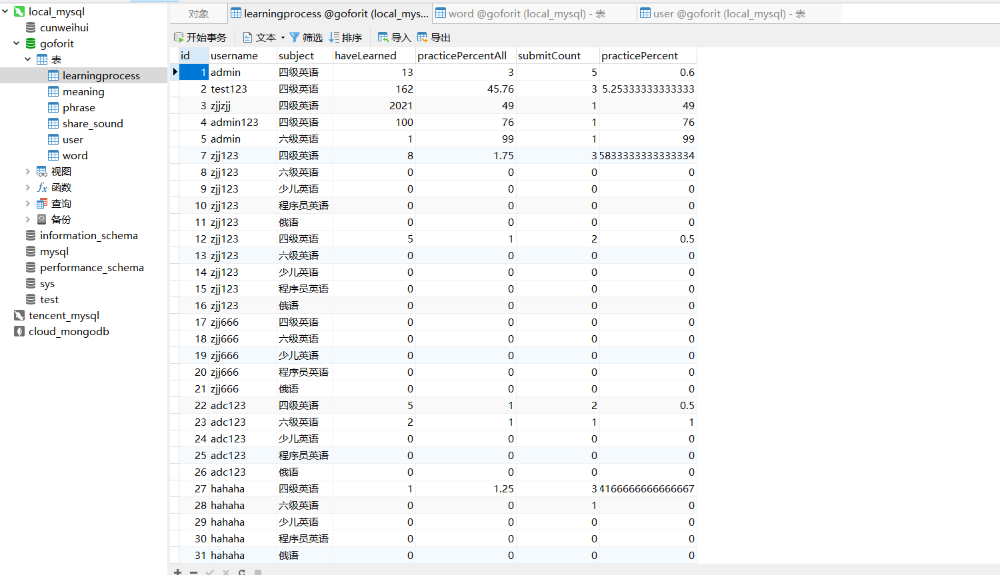 local_mysql
cunweihui
goforit
表
learningprocess
meaning
phrase
share_sound
user
word
视图
fx 函数
查询
备份
information_schema
mysql
performance_schema
sys
test
tencent_mysql
cloud_mongodb
对象 learningprocess @goforit (local_mys... word @goforit (local_mysql) - 表 user @goforit (local_mysql) - 表
开始事务 文本 筛选 排序 导入 导出
id username subject haveLearned practicePercentAll submitCount practicePercent
1 admin 四级英语 13 3 5 0.6
2 test123 四级英语 162 45.76 3 5.25333333333333
3 zjjzjj 四级英语 2021 49 1 49
4 admin123 四级英语 100 76 1 76
5 admin 六级英语 1 99 1 99
7 zjj123 四级英语 8 1.75 3 58333333333333334
8 zjj123 六级英语 0 0 0 0
9 zjj123 少儿英语 0 0 0 0
10 zjj123 程序员英语 0 0 0 0
11 zjj123 俄语 0 0 0 0
12 zjj123 四级英语 5 1 2 0.5
13 zjj123 六级英语 0 0 0 0
14 zjj123 少儿英语 0 0 0 0
15 zjj123 程序员英语 0 0 0 0
16 zjj123 俄语 0 0 0 0
17 zjj666 四级英语 0 0 0 0
18 zjj666 六级英语 0 0 0 0
19 zjj666 少儿英语 0 0 0 0
20 zjj666 程序员英语 0 0 0 0
21 zjj666 俄语 0 0 0 0
22 adc123 四级英语 5 1 2 0.5
23 adc123 六级英语 2 1 1 1
24 adc123 少儿英语 0 0 0 0
25 adc123 程序员英语 0 0 0 0
26 adc123 俄语 0 0 0 0
27 hahaha 四级英语 1 1.25 3 4166666666666667
28 hahaha 六级英语 0 0 1 0
29 hahaha 少儿英语 0 0 0 0
30 hahaha 程序员英语 0 0 0 0
31 hahaha 俄语 0 0 0 0